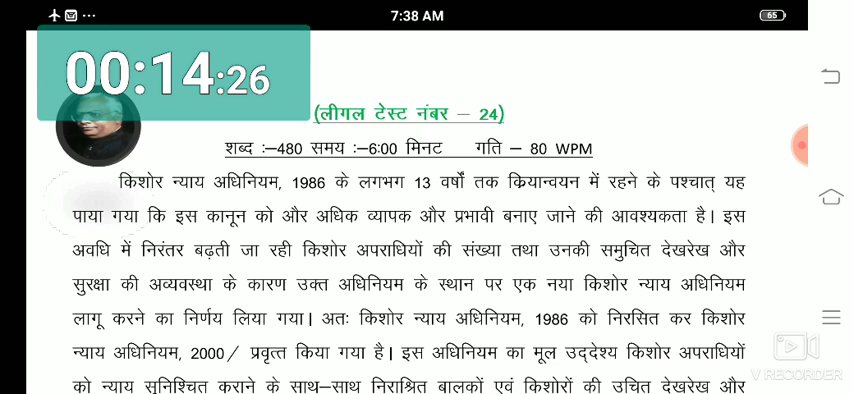 7:38 AM
65
00:14:26
(लीगल टेस्ट नंबर – 24)
शब्द :–480 समय :–6:00 मिनट गति – 80 WPM
किशोर न्याय अधिनियम, 1986 के लगभग 13 वर्षों तक क्रियान्वयन में रहने के पश्चात् यह
पाया गया कि इस कानून को और अधिक व्यापक और प्रभावी बनाए जाने की आवश्यकता है। इस
अवधि में निरंतर बढ़ती जा रही किशोर अपराधियों की संख्या तथा उनकी समुचित देखरेख और
सुरक्षा की अव्यवस्था के कारण उक्त अधिनियम के स्थान पर एक नया किशोर न्याय अधिनियम
लागू करने का निर्णय लिया गया। अतः किशोर न्याय अधिनियम, 1986 को निरसित कर किशोर
न्याय अधिनियम, 2000/ प्रवृत्त किया गया है। इस अधिनियम का मूल उद्देश्य किशोर अपराधियों
को न्याय सुनिश्चित कराने के साथ–साथ निराश्रित बालकों एवं किशोरों की उचित देखरेख और
V RECORDER